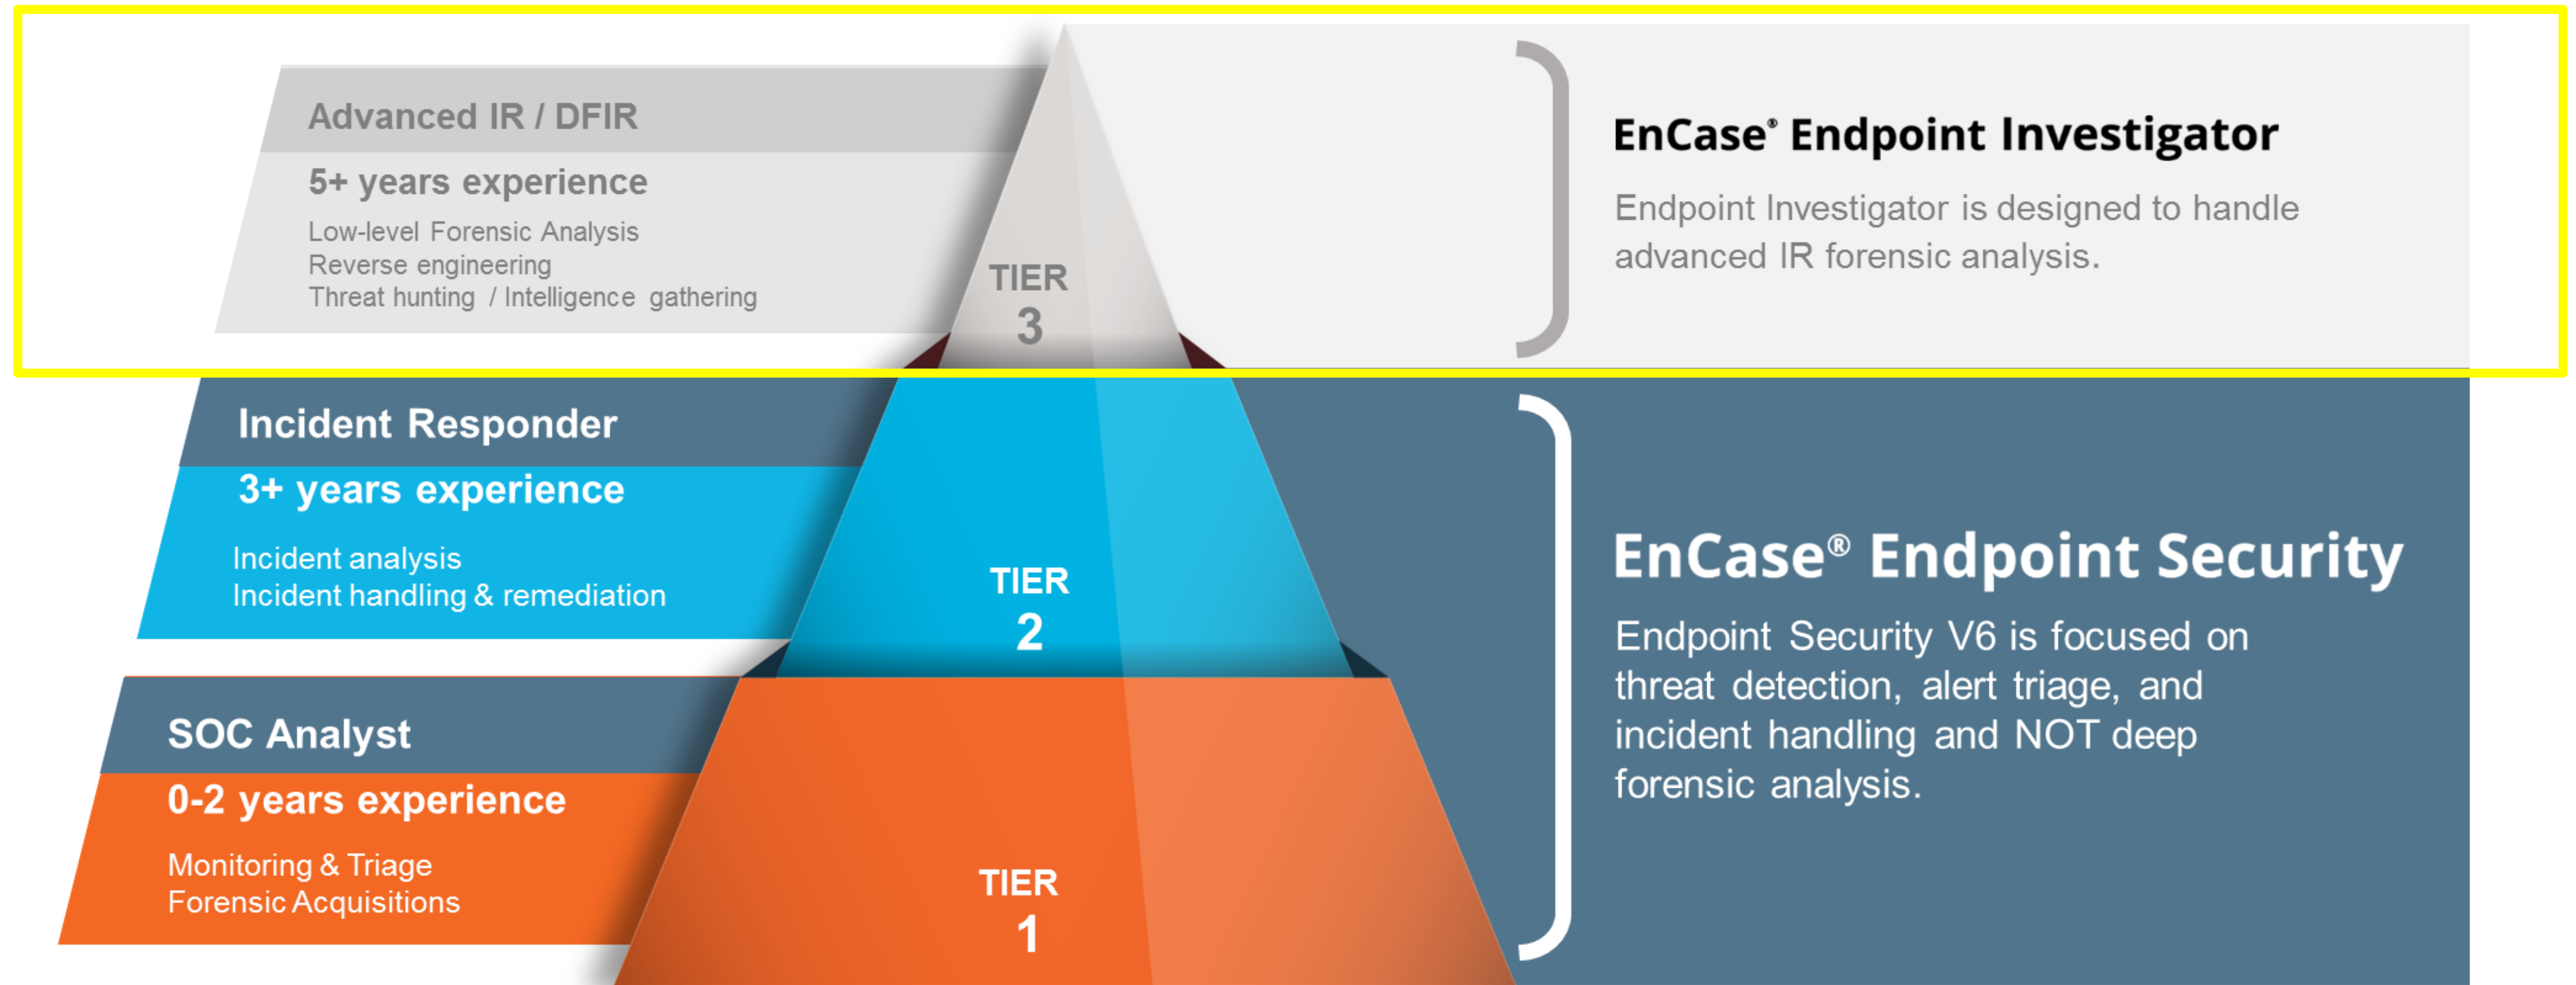 Advanced IR / DFIR
5+ years experience
Low-level Forensic Analysis
Reverse engineering
Threat hunting / Intelligence gathering
TIER
3
EnCase® Endpoint Investigator
Endpoint Investigator is designed to handle
advanced IR forensic analysis.
Incident Responder
3+ years experience
Incident analysis
Incident handling & remediation
TIER
2
SOC Analyst
0-2 years experience
Monitoring & Triage
Forensic Acquisitions
TIER
1
EnCase® Endpoint Security
Endpoint Security V6 is focused on
threat detection, alert triage, and
incident handling and NOT deep
forensic analysis.